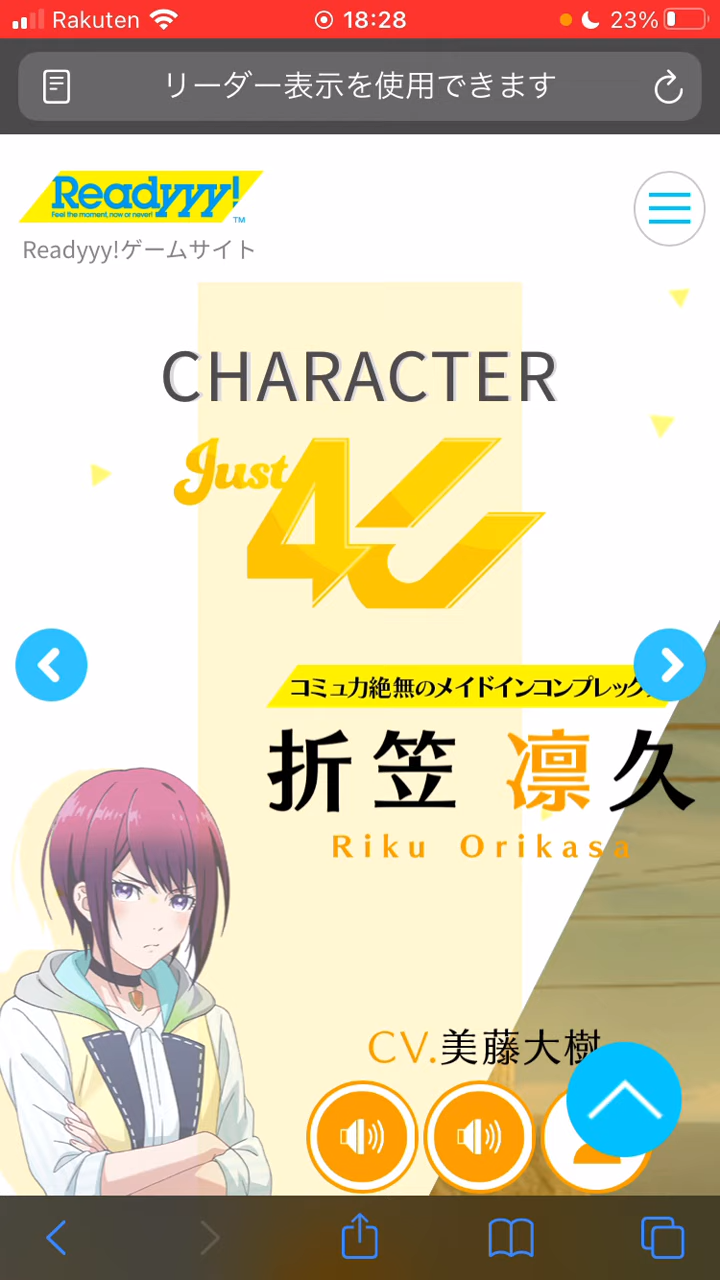 Rakuten 18:28 23%
リーダー表示を使用できます
Readyyy!
Feel the moment, now or never! TM
Readyyy!ゲームサイト
CHARACTER
Just
4U
コミュ力絶無のメイドインコンプレックス
折笠 凛久
Riku Orikasa
CV.美藤大樹